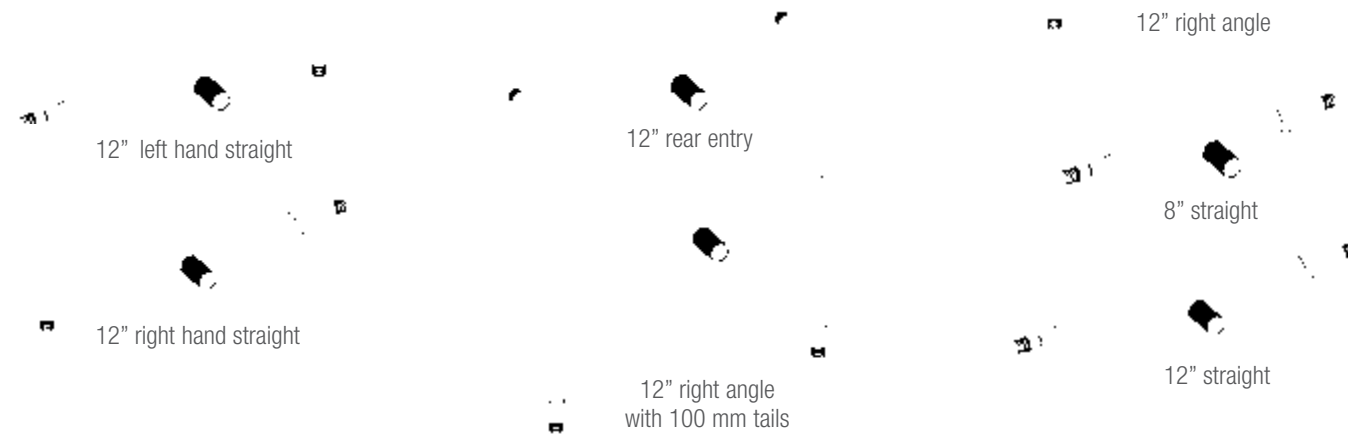 12” left hand straight
12” right hand straight
12” rear entry
12” right angle
with 100 mm tails
12” right angle
8” straight
12” straight